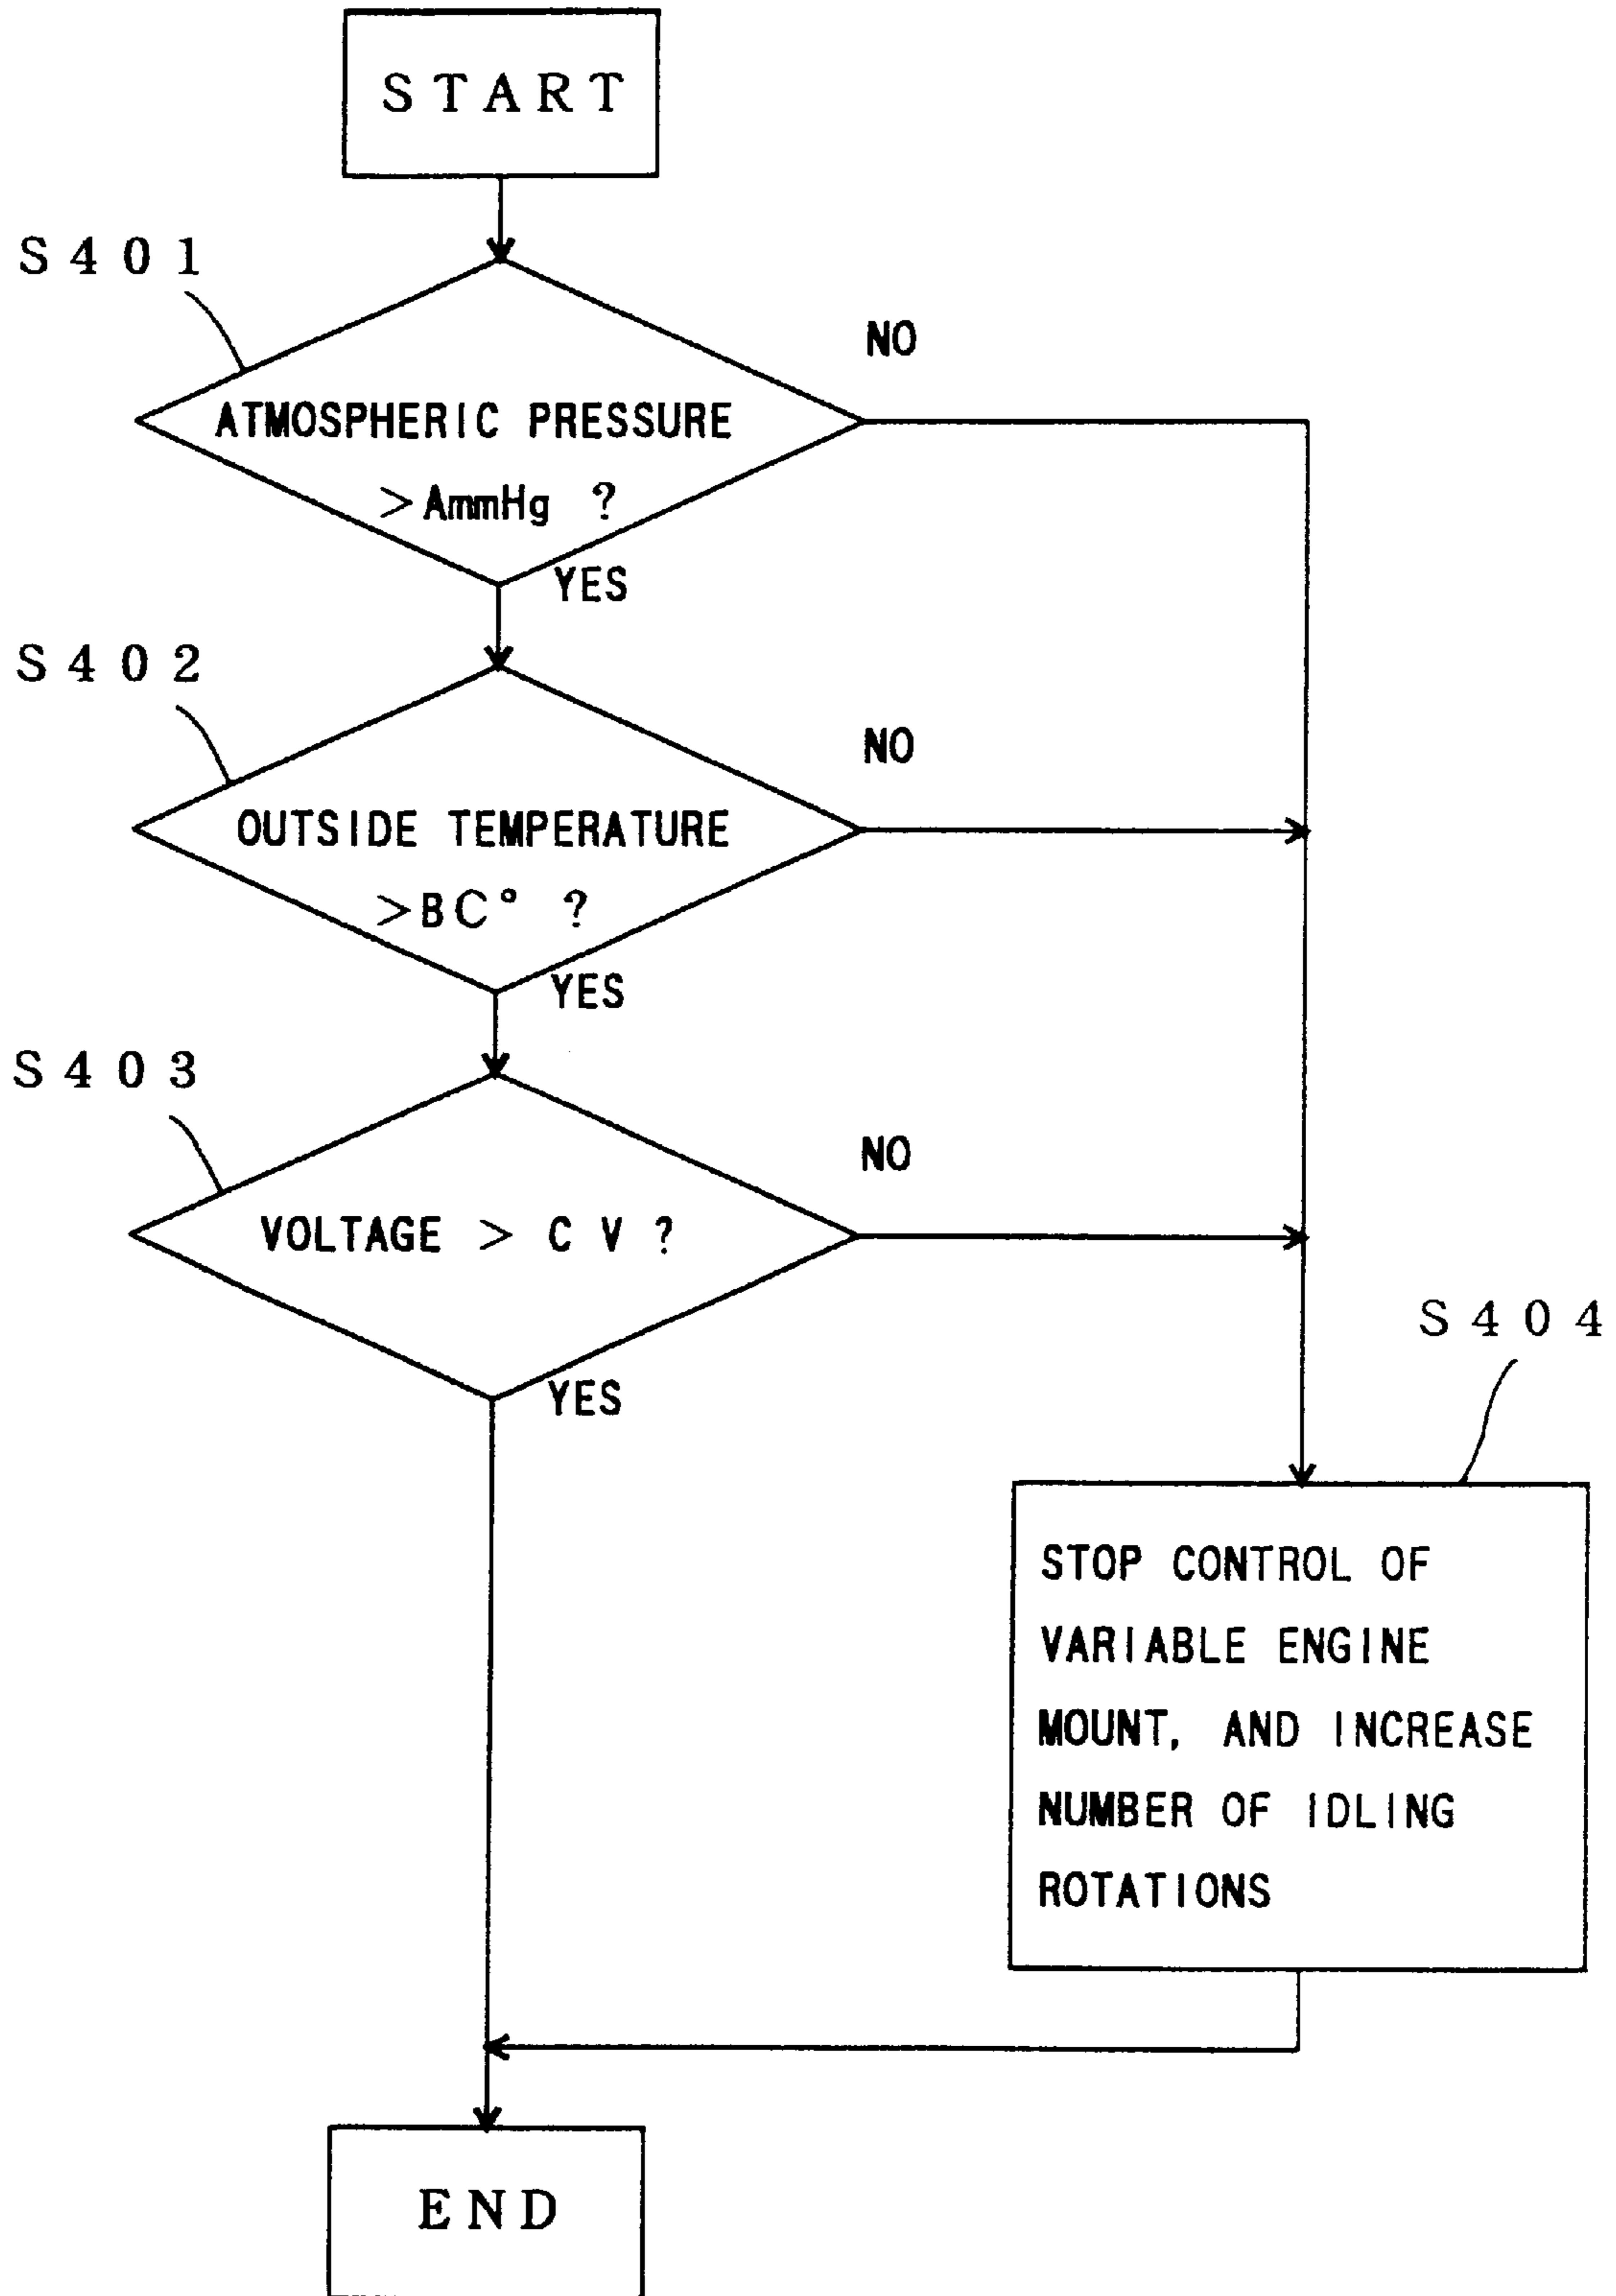 START
S401
NO
ATMOSPHERIC PRESSURE
>AmmHg ?
YES
S402
NO
OUTSIDE TEMPERATURE
>BC° ?
YES
S403
NO
VOLTAGE > C V ?
YES
S404
STOP CONTROL OF
VARIABLE ENGINE
MOUNT, AND INCREASE
NUMBER OF IDLING
ROTATIONS
END